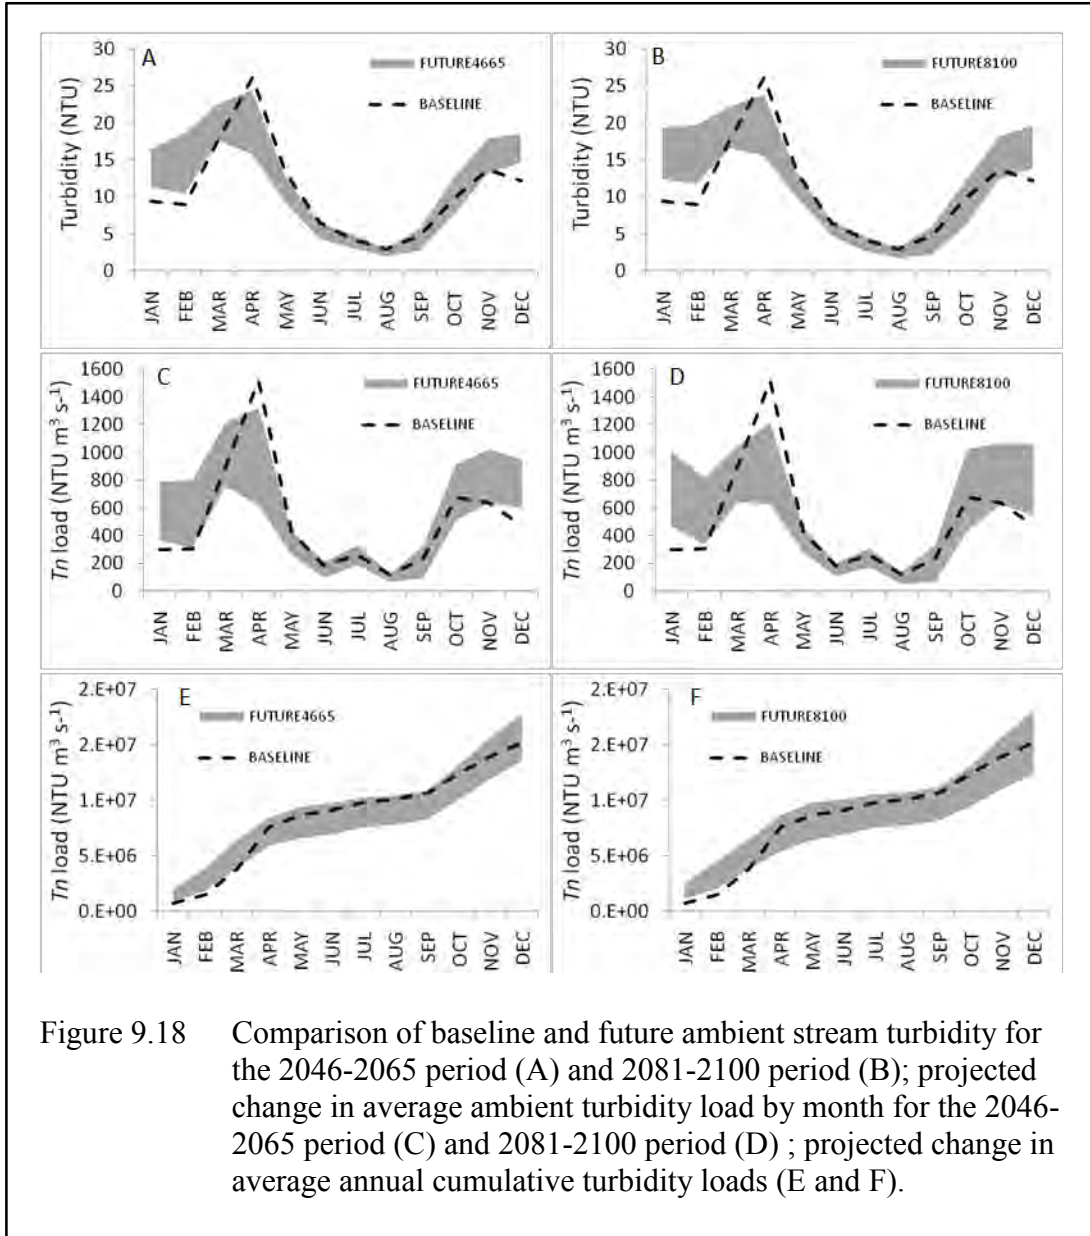 A
Turbidity (NTU)
30
25
20
15
10
5
0
FUTURE4665
BASELINE
JAN FEB MAR APR MAY JUN JUL AUG SEP OCT NOV DEC
B
Turbidity (NTU)
30
25
20
15
10
5
0
FUTURE8100
BASELINE
JAN FEB MAR APR MAY JUN JUL AUG SEP OCT NOV DEC
C
Tn load (NTU m³ s⁻¹)
1600
1400
1200
1000
800
600
400
200
0
FUTURE4665
BASELINE
JAN FEB MAR APR MAY JUN JUL AUG SEP OCT NOV DEC
D
Tn load (NTU m³ s⁻¹)
1600
1400
1200
1000
800
600
400
200
0
FUTURE8100
BASELINE
JAN FEB MAR APR MAY JUN JUL AUG SEP OCT NOV DEC
E
Tn load (NTU m³ s⁻¹)
2.E+07
2.E+07
1.E+07
5.E+06
0.E+00
FUTURE4665
BASELINE
JAN FEB MAR APR MAY JUN JUL AUG SEP OCT NOV DEC
F
Tn load (NTU m³ s⁻¹)
2.E+07
2.E+07
1.E+07
5.E+06
0.E+00
FUTURE8100
BASELINE
JAN FEB MAR APR MAY JUN JUL AUG SEP OCT NOV DEC
Figure 9.18 Comparison of baseline and future ambient stream turbidity for
the 2046-2065 period (A) and 2081-2100 period (B); projected
change in average ambient turbidity load by month for the 2046-
2065 period (C) and 2081-2100 period (D) ; projected change in
average annual cumulative turbidity loads (E and F).